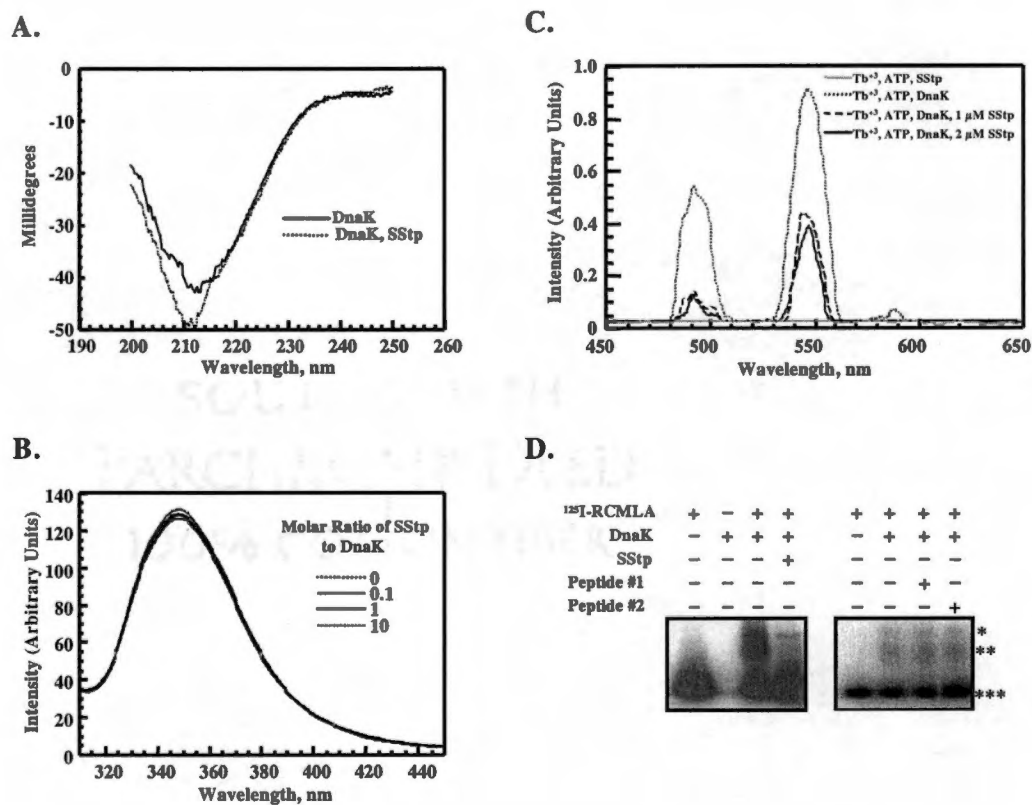 A.
0
-10
-20
-30
-40
-50
Millidegrees
DnaK
DnaK, SStp
190 200 210 220 230 240 250 260
Wavelength, nm
B.
140
120
100
80
60
40
20
0
Intensity (Arbitrary Units)
Molar Ratio of SStp
to DnaK
0
0.1
1
10
320 340 360 380 400 420 440
Wavelength, nm
C.
1.0
0.8
0.6
0.4
0.2
0
Intensity (Arbitrary Units)
Tb+3, ATP, SStp
Tb+3, ATP, DnaK
Tb+3, ATP, DnaK, 1 µM SStp
Tb+3, ATP, DnaK, 2 µM SStp
450 500 550 600 650
Wavelength, nm
D.
125I-RCMLA + - + + + + + +
DnaK - + + + - + + +
SStp - - - + - - - -
Peptide #1 - - - - - - + -
Peptide #2 - - - - - - - +
*
**
***